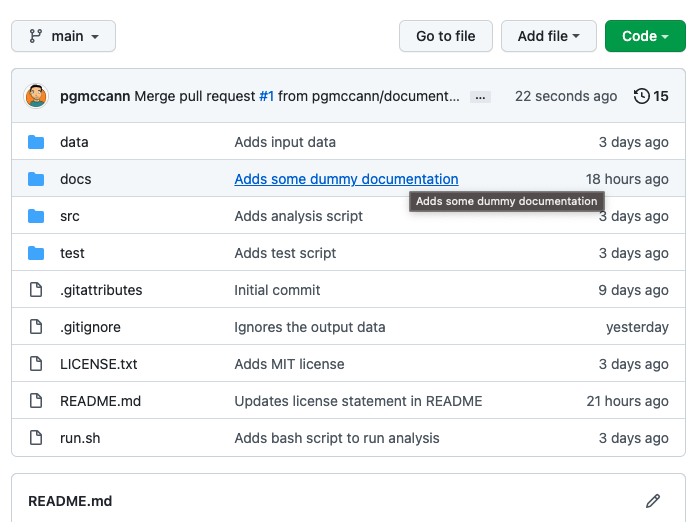 main Go to file Add file Code
pgmccann Merge pull request #1 from pgmccann/document... ... 22 seconds ago 15
data Adds input data 3 days ago
docs Adds some dummy documentation 18 hours ago
Adds some dummy documentation
src Adds analysis script 3 days ago
test Adds test script 3 days ago
.gitattributes Initial commit 9 days ago
.gitignore Ignores the output data yesterday
LICENSE.txt Adds MIT license 3 days ago
README.md Updates license statement in README 21 hours ago
run.sh Adds bash script to run analysis 3 days ago
README.md